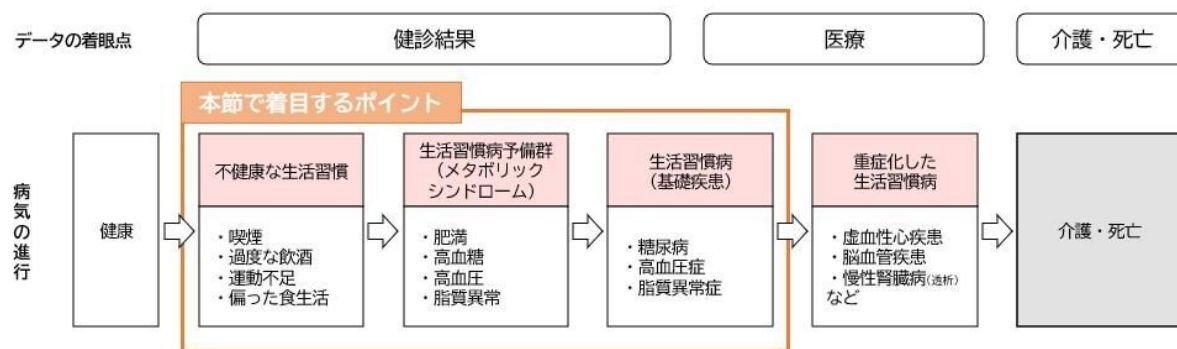 データの着眼点
健診結果
医療
介護・死亡
本節で着目するポイント
病気の進行
健康
不健康な生活習慣
・喫煙
・過度な飲酒
・運動不足
・偏った食生活
生活習慣病予備群
（メタボリック
シンドローム）
・肥満
・高血糖
・高血圧
・脂質異常
生活習慣病
（基礎疾患）
・糖尿病
・高血圧症
・脂質異常症
重症化した
生活習慣病
・虚血性心疾患
・脳血管疾患
・慢性腎臓病(透析)
など
介護・死亡